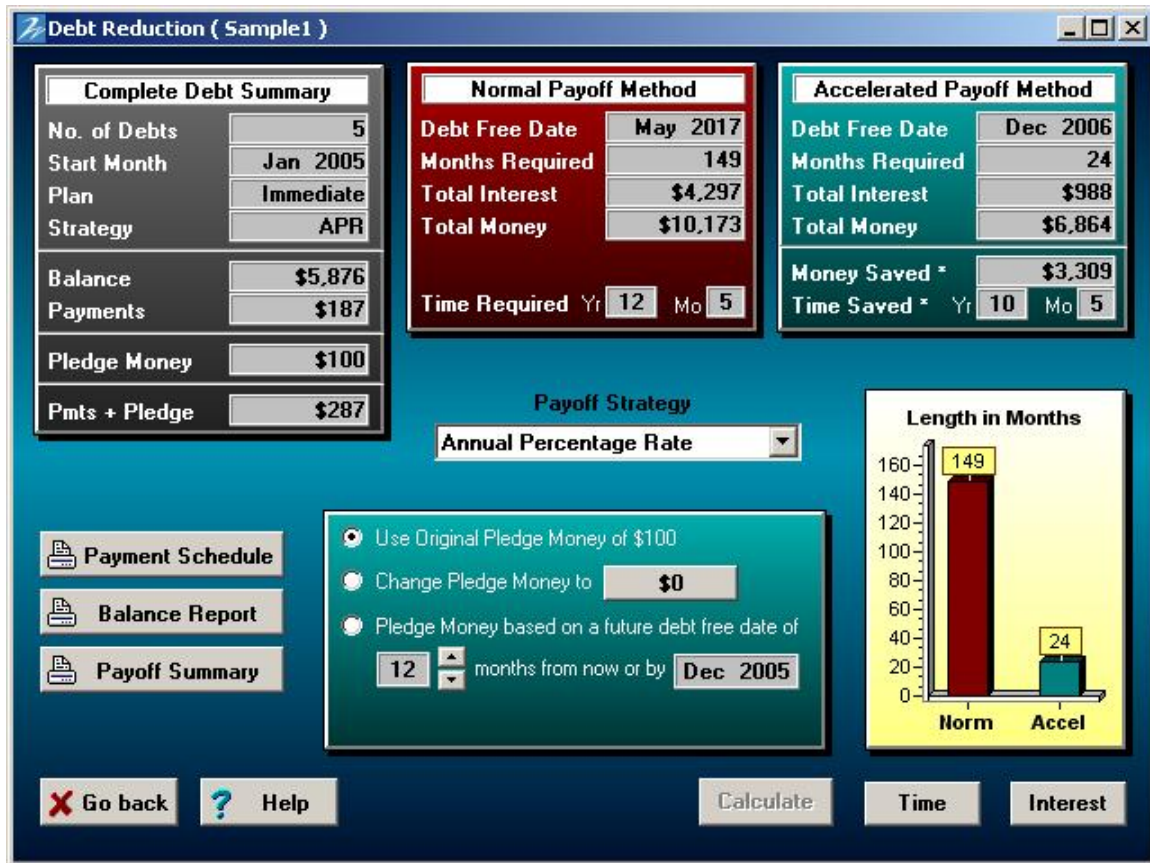 Debt Reduction ( Sample1 )
Complete Debt Summary
No. of Debts 5
Start Month Jan 2005
Plan Immediate
Strategy APR
Balance $5,876
Payments $187
Pledge Money $100
Pmts + Pledge $287
Normal Payoff Method
Debt Free Date May 2017
Months Required 149
Total Interest $4,297
Total Money $10,173
Time Required Yr 12 Mo 5
Accelerated Payoff Method
Debt Free Date Dec 2006
Months Required 24
Total Interest $988
Total Money $6,864
Money Saved * $3,309
Time Saved * Yr 10 Mo 5
Payoff Strategy
Annual Percentage Rate
Payment Schedule
Balance Report
Payoff Summary
Use Original Pledge Money of $100
Change Pledge Money to $0
Pledge Money based on a future debt free date of
12 months from now or by Dec 2005
Length in Months
160
149
140
120
100
80
60
40
24
20
0
Norm Accel
Go back
? Help
Calculate
Time
Interest